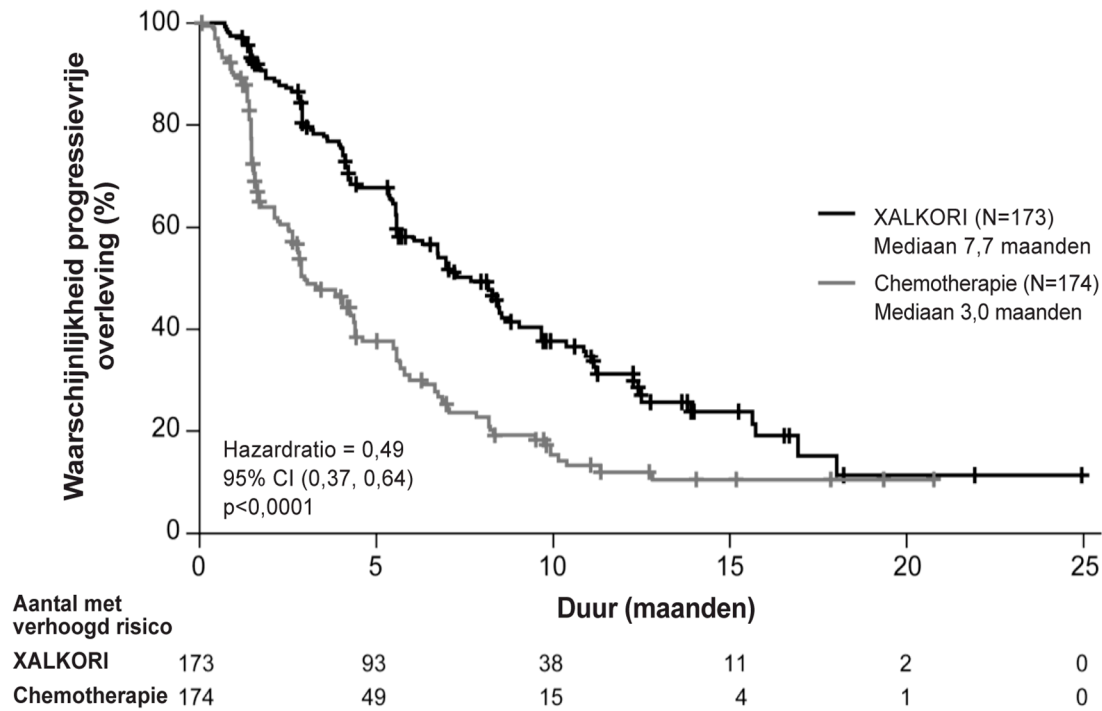 Waarschijnlijkheid progressievrije
overleving (%)
100
80
60
40
20
0
XALKORI (N=173)
Mediaan 7,7 maanden
Chemotherapie (N=174)
Mediaan 3,0 maanden
Hazardratio = 0,49
95% CI (0,37, 0,64)
p<0,0001
0 5 10 15 20 25
Duur (maanden)
Aantal met
verhoogd risico
XALKORI 173 93 38 11 2 0
Chemotherapie 174 49 15 4 1 0